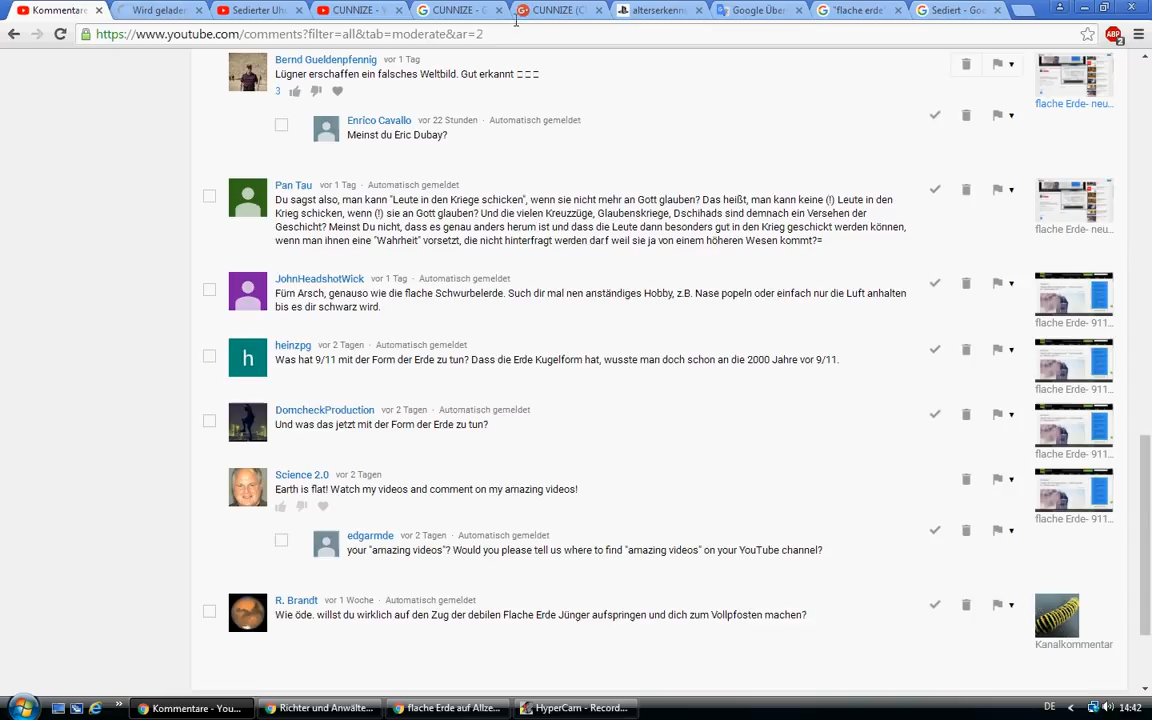 Kommentare
Wird gelader
Sedierter Uh
CUNNIZE - Y
CUNNIZE - G
CUNNIZE (C
alterserkenn
Google Über
"flache erde
Sediert - Goo
https://www.youtube.com/comments?filter=all&tab=moderate&ar=2
Bernd Gueldenpfennig vor 1 Tag
Lügner erschaffen ein falsches Weltbild. Gut erkannt
3
flache Erde- neu...
Enrico Cavallo vor 22 Stunden · Automatisch gemeldet
Meinst du Eric Dubay?
Pan Tau vor 1 Tag · Automatisch gemeldet
Du sagst also, man kann "Leute in den Kriege schicken", wenn sie nicht mehr an Gott glauben? Das heißt, man kann keine (!) Leute in den
Krieg schicken, wenn (!) sie an Gott glauben? Und die vielen Kreuzzüge, Glaubenskriege, Dschihads sind demnach ein Versehen der
Geschicht? Meinst Du nicht, dass es genau anders herum ist und dass die Leute dann besonders gut in den Krieg geschickt werden können,
wenn man ihnen eine "Wahrheit" vorsetzt, die nicht hinterfragt werden darf weil sie ja von einem höheren Wesen kommt?=
flache Erde- neu...
JohnHeadshotWick vor 1 Tag · Automatisch gemeldet
Fürn Arsch, genauso wie die flache Schwurbelerde. Such dir mal nen anständiges Hobby, z.B. Nase popeln oder einfach nur die Luft anhalten
bis es dir schwarz wird.
flache Erde- 911...
h
heinzpg vor 2 Tagen · Automatisch gemeldet
Was hat 9/11 mit der Form der Erde zu tun? Dass die Erde Kugelform hat, wusste man doch schon an die 2000 Jahre vor 9/11.
flache Erde- 911...
DomcheckProduction vor 2 Tagen · Automatisch gemeldet
Und was das jetzt mit der Form der Erde zu tun?
flache Erde- 911...
Science 2.0 vor 2 Tagen
Earth is flat! Watch my videos and comment on my amazing videos!
flache Erde- 911...
edgarmde vor 2 Tagen · Automatisch gemeldet
your "amazing videos"? Would you please tell us where to find "amazing videos" on your YouTube channel?
R. Brandt vor 1 Woche · Automatisch gemeldet
Wie öde. willst du wirklich auf den Zug der debilen Flache Erde Jünger aufspringen und dich zum Vollpfosten machen?
Kanalkommentar
Kommentare - You...
Richter und Anwälte...
flache Erde auf Allze...
HyperCam - Record...
DE
14:42